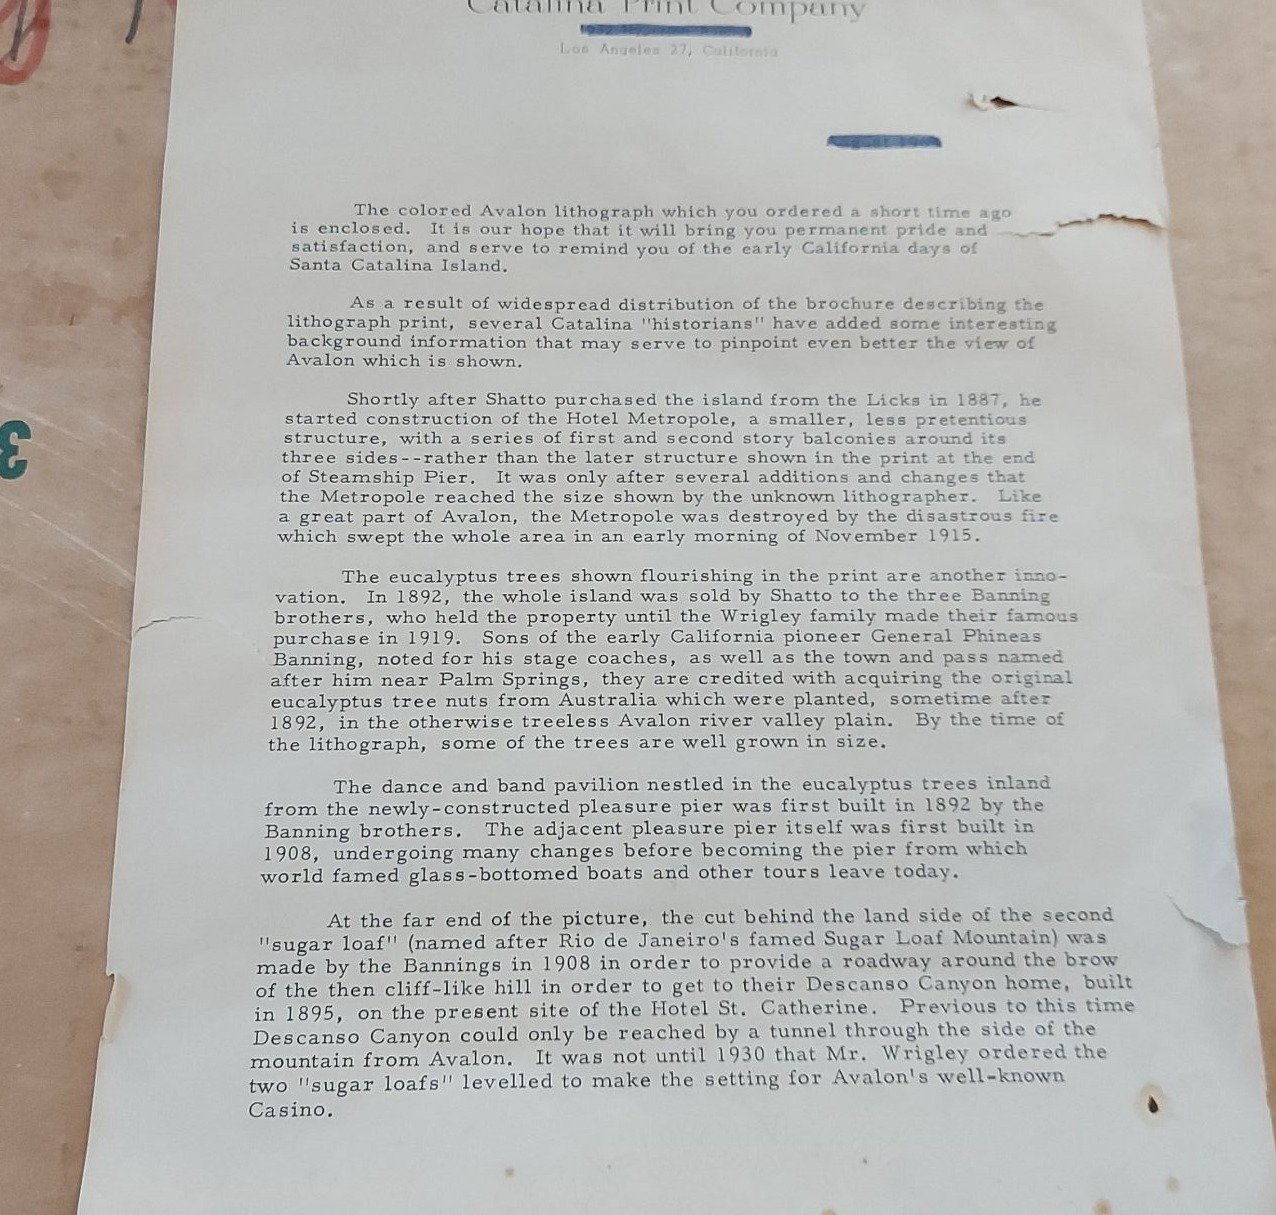 Catalina Print Company
Los Angeles 27, California
The colored Avalon lithograph which you ordered a short time ago
is enclosed. It is our hope that it will bring you permanent pride and
satisfaction, and serve to remind you of the early California days of
Santa Catalina Island.
As a result of widespread distribution of the brochure describing the
lithograph print, several Catalina "historians" have added some interesting
background information that may serve to pinpoint even better the view of
Avalon which is shown.
Shortly after Shatto purchased the island from the Licks in 1887, he
started construction of the Hotel Metropole, a smaller, less pretentious
structure, with a series of first and second story balconies around its
three sides--rather than the later structure shown in the print at the end
of Steamship Pier. It was only after several additions and changes that
the Metropole reached the size shown by the unknown lithographer. Like
a great part of Avalon, the Metropole was destroyed by the disastrous fire
which swept the whole area in an early morning of November 1915.
The eucalyptus trees shown flourishing in the print are another inno-
vation. In 1892, the whole island was sold by Shatto to the three Banning
brothers, who held the property until the Wrigley family made their famous
purchase in 1919. Sons of the early California pioneer General Phineas
Banning, noted for his stage coaches, as well as the town and pass named
after him near Palm Springs, they are credited with acquiring the original
eucalyptus tree nuts from Australia which were planted, sometime after
1892, in the otherwise treeless Avalon river valley plain. By the time of
the lithograph, some of the trees are well grown in size.
The dance and band pavilion nestled in the eucalyptus trees inland
from the newly-constructed pleasure pier was first built in 1892 by the
Banning brothers. The adjacent pleasure pier itself was first built in
1908, undergoing many changes before becoming the pier from which
world famed glass-bottomed boats and other tours leave today.
At the far end of the picture, the cut behind the land side of the second
"sugar loaf" (named after Rio de Janeiro's famed Sugar Loaf Mountain) was
made by the Bannings in 1908 in order to provide a roadway around the brow
of the then cliff-like hill in order to get to their Descanso Canyon home, built
in 1895, on the present site of the Hotel St. Catherine. Previous to this time
Descanso Canyon could only be reached by a tunnel through the side of the
mountain from Avalon. It was not until 1930 that Mr. Wrigley ordered the
two "sugar loafs" levelled to make the setting for Avalon's well-known
Casino.